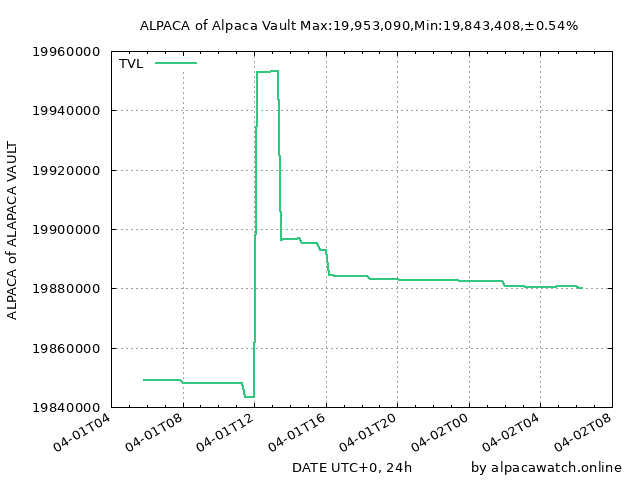 ALPACA of Alpaca Vault Max:19,953,090,Min:19,843,408,±0.54%
TVL
ALPACA of ALAPACA VAULT
19960000
19940000
19920000
19900000
19880000
19860000
19840000
04-01T04
04-01T08
04-01T12
04-01T16
04-01T20
04-02T00
04-02T04
04-02T08
DATE UTC+0, 24h
by alpacawatch.online